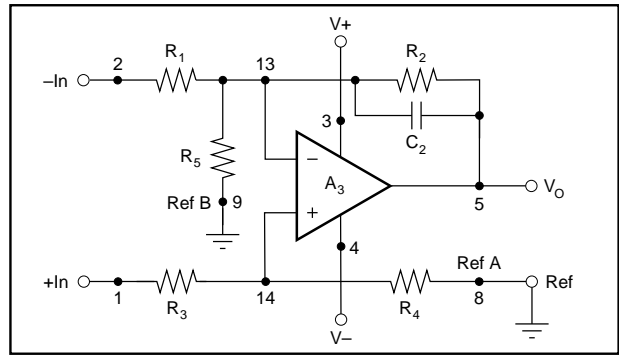 V+
R1
R2
–In
2
13
3
C2
R5
–
A3
Ref B
9
+
5
VO
4
+In
1
R3
14
R4
Ref A
8
Ref
V–